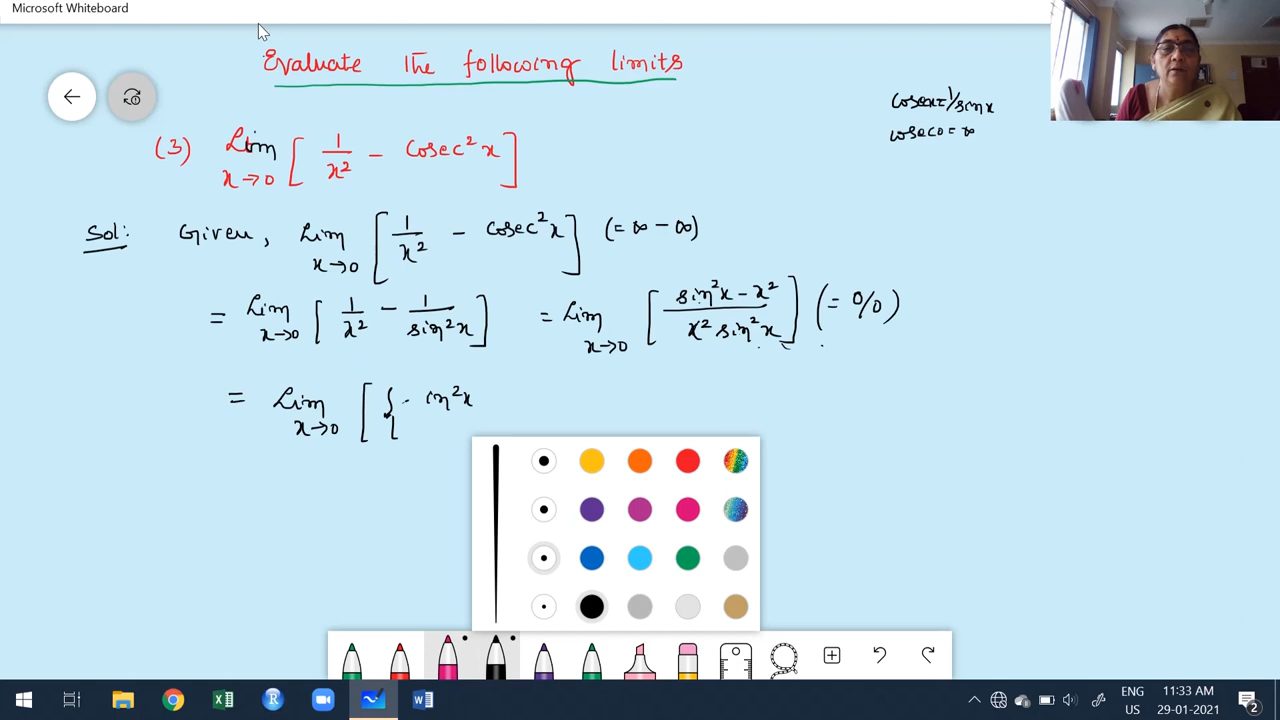 Microsoft Whiteboard
Evaluate the following limits
cosecx=1/sinx
cosec0=∞
(3) Lim x→0 [1/x² - cosec²x]
Sol: Given, Lim x→0 [1/x² - cosec²x] (=∞-∞)
= Lim x→0 [1/x² - 1/sin²x] = Lim x→0 [sin²x-x²/x² sin²x] (= 0/0)
= Lim x→0 [{ in²x
ENG
US
11:33 AM
29-01-2021
2